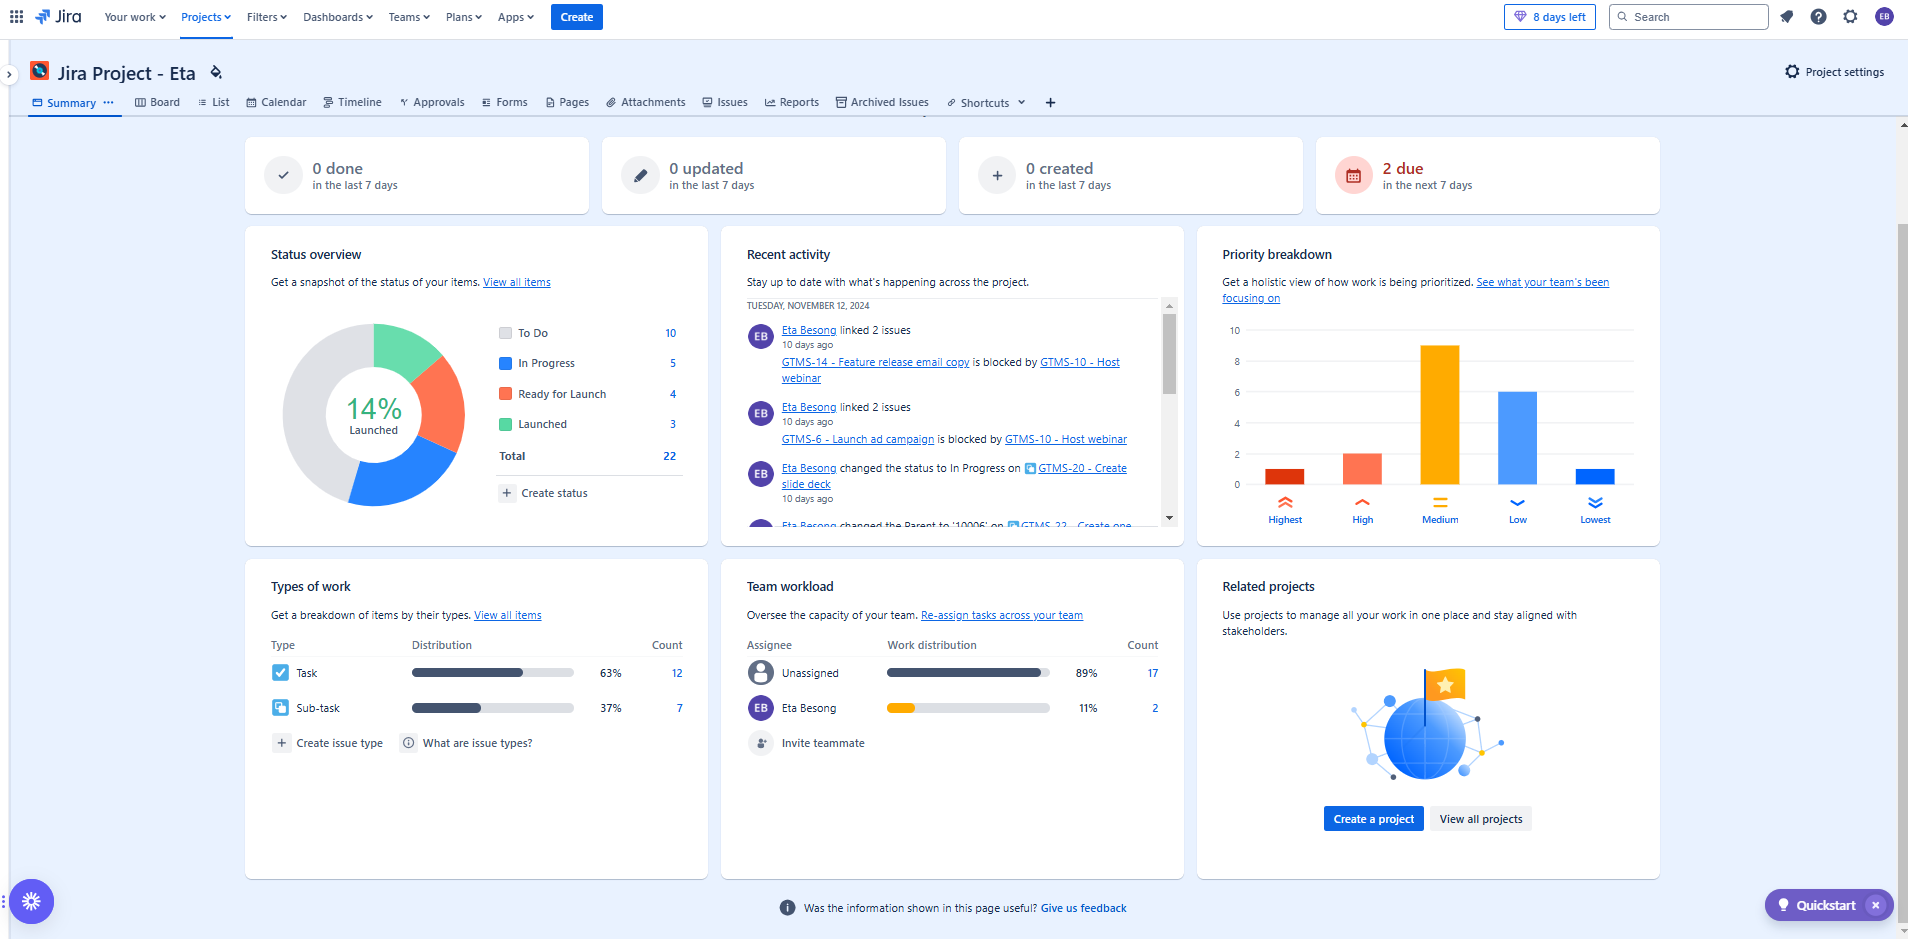 Jira Your work Projects Filters Dashboards Teams Plans Apps Create 8 days left Search EB
Jira Project - Eta Project settings
Summary Board List Calendar Timeline Approvals Forms Pages Attachments Issues Reports Archived Issues Shortcuts
0 done
in the last 7 days
0 updated
in the last 7 days
0 created
in the last 7 days
2 due
in the next 7 days
Status overview
Get a snapshot of the status of your items. View all items
14%
Launched
To Do 10
In Progress 5
Ready for Launch 4
Launched 3
Total 22
Create status
Recent activity
Stay up to date with what's happening across the project.
TUESDAY, NOVEMBER 12, 2024
EB Eta Besong linked 2 issues
10 days ago
GTMS-14 - Feature release email copy is blocked by GTMS-10 - Host
webinar
EB Eta Besong linked 2 issues
10 days ago
GTMS-6 - Launch ad campaign is blocked by GTMS-10 - Host webinar
EB Eta Besong changed the status to In Progress on GTMS-20 - Create
slide deck
10 days ago
Eta Besong changed the Parent to '10006' on GTMS-22 - Create one
Priority breakdown
Get a holistic view of how work is being prioritized. See what your team's been
focusing on
10
8
6
4
2
0
Highest High Medium Low Lowest
Types of work
Get a breakdown of items by their types. View all items
Type Distribution Count
Task 63% 12
Sub-task 37% 7
Create issue type What are issue types?
Team workload
Oversee the capacity of your team. Re-assign tasks across your team
Assignee Work distribution Count
Unassigned 89% 17
EB Eta Besong 11% 2
Invite teammate
Related projects
Use projects to manage all your work in one place and stay aligned with
stakeholders.
Create a project View all projects
Was the information shown in this page useful? Give us feedback
Quickstart